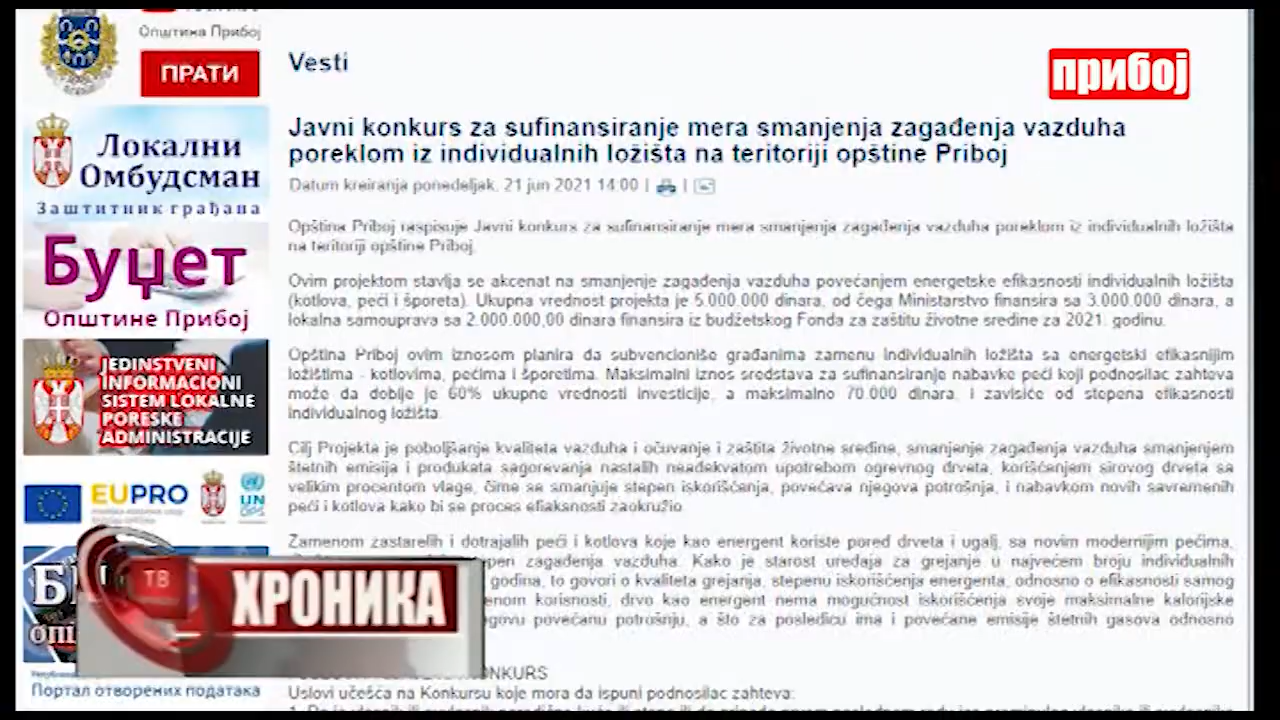 Општина Прибој
ПРАТИ
Локални
Омбудсман
Заштитник грађана
Буџет
Општине Прибој
JEDINSTVENI
INFORMACIONI
SISTEM LOKALNE
PORESKE
ADMINISTRACIJE
EUPRO
UN
OPS
Портал отворених података
Vesti
прибој
Javni konkurs za sufinansiranje mera smanjenja zagađenja vazduha
poreklom iz individualnih ložišta na teritoriji opštine Priboj
Datum kreiranja ponedeljak, 21 jun 2021 14:00 | |
Opština Priboj raspisuje Javni konkurs za sufinansiranje mera smanjenja zagađenja vazduha poreklom iz individualnih ložišta
na teritoriji opštine Priboj.
Ovim projektom stavlja se akcenat na smanjenje zagađenja vazduha povećanjem energetske efikasnosti individualnih ložišta
(kotlova, peći i šporeta). Ukupna vrednost projekta je 5.000.000 dinara, od čega Ministarstvo finansira sa 3.000.000 dinara, a
lokalna samouprava sa 2.000.000,00 dinara finansira iz budžetskog Fonda za zaštitu životne sredine za 2021. godinu.
Opština Priboj ovim iznosom planira da subvencioniše građanima zamenu individualnih ložišta sa energetski efikasnijim
ložištima - kotlovima, pećima i šporetima. Maksimalni iznos sredstava za sufinansiranje nabavke peći koji podnosilac zahteva
može da dobije je 60% ukupne vrednosti investicije, a maksimalno 70.000 dinara, i zavisiće od stepena efikasnosti
individualnog ložišta.
Cilj Projekta je poboljšanje kvaliteta vazduha i očuvanje i zaštita životne sredine, smanjenje zagađenja vazduha smanjenjem
štetnih emisija i produkata sagorevanja nastalih neadekvatom upotrebom ogrevnog drveta, korišćenjem sirovog drveta sa
velikim procentom vlage, čime se smanjuje stepen iskorišćenja, povećava njegova potrošnja, i nabavkom novih savremenih
peći i kotlova kako bi se proces efiaksnosti zaokružio.
Zamenom zastarelih i dotrajalih peći i kotlova koje kao energent koriste pored drveta i ugalj, sa novim modernijim pećima,
pen zagađenja vazduha. Kako je starost uređaja za grejanje u najvećem broju individualnih
godina, to govori o kvaliteta grejanja, stepenu iskorišćenja energenta, odnosno o efikasnosti samog
enom korisnosti, drvo kao energent nema mogućnost iskorišćenja svoje maksimalne kalorijske
govu povećanu potrošnju, a što za posledicu ima i povećane emisije štetnih gasova odnosno
KONKURS
Uslovi učešća na Konkursu koje mora da ispuni podnosilac zahteva:
ТВ
ХРОНИКА